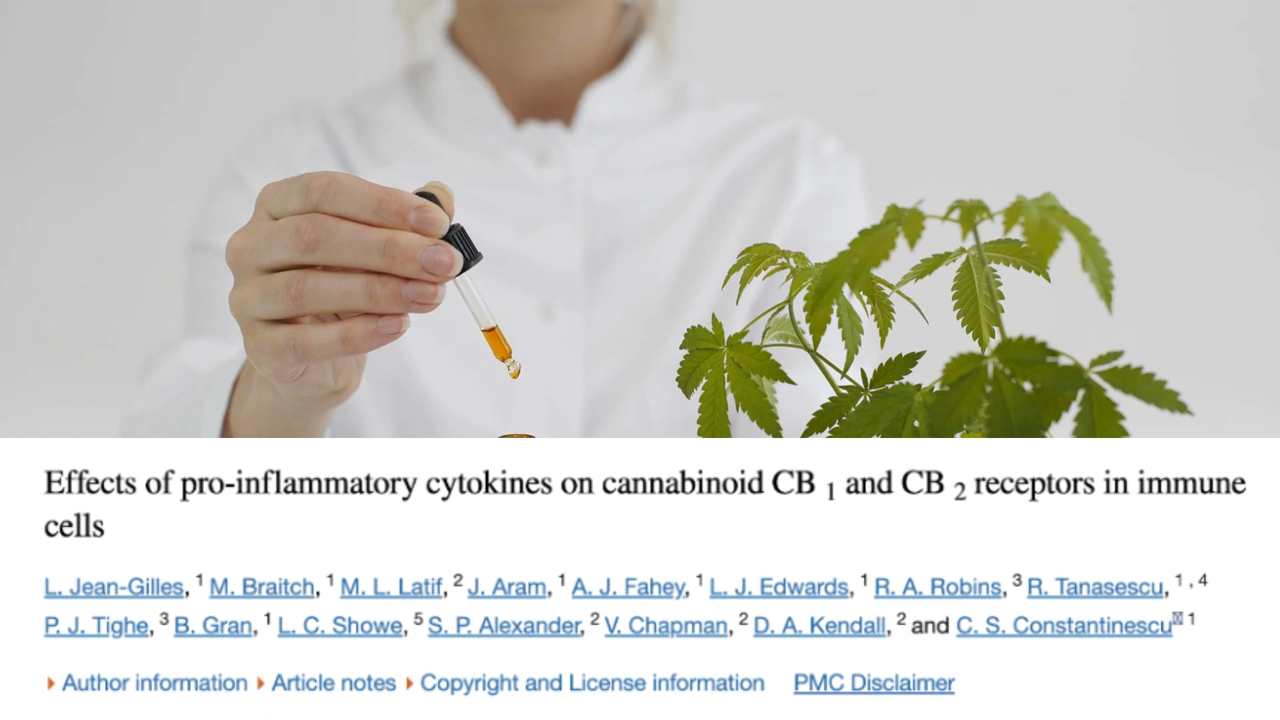 Effects of pro-inflammatory cytokines on cannabinoid CB 1 and CB 2 receptors in immune
cells
L. Jean-Gilles, 1 M. Braitch, 1 M. L. Latif, 2 J. Aram, 1 A. J. Fahey, 1 L. J. Edwards, 1 R. A. Robins, 3 R. Tanasescu, 1 , 4
P. J. Tighe, 3 B. Gran, 1 L. C. Showe, 5 S. P. Alexander, 2 V. Chapman, 2 D. A. Kendall, 2 and C. S. Constantinescu 1
Author information Article notes Copyright and License information PMC Disclaimer